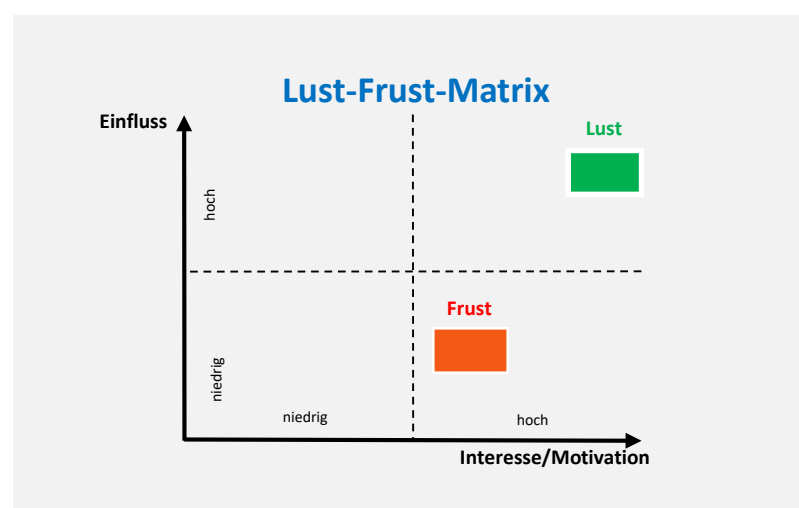 Lust-Frust-Matrix
Einfluss
Lust
hoch
Frust
niedrig
niedrig
hoch
Interesse/Motivation